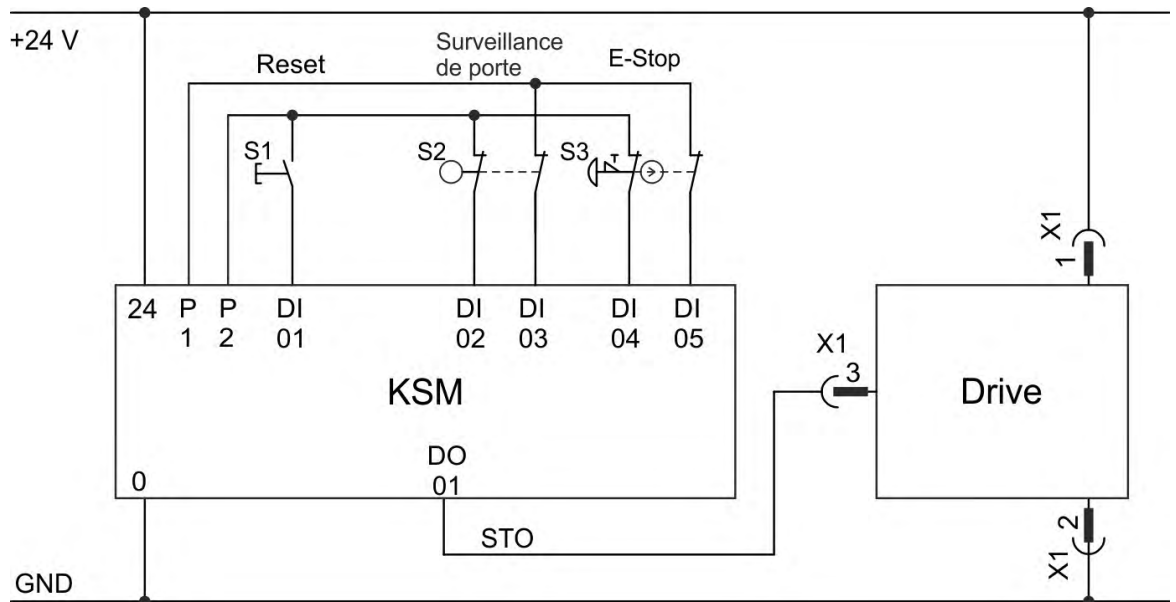 +24 V
Reset
Surveillance
de porte
E-Stop
S1
S2
S3
X1
1
24 P P DI DI DI DI DI
1 2 01 02 03 04 05
KSM
X1
3
Drive
0
DO
01
STO
2
X1
GND